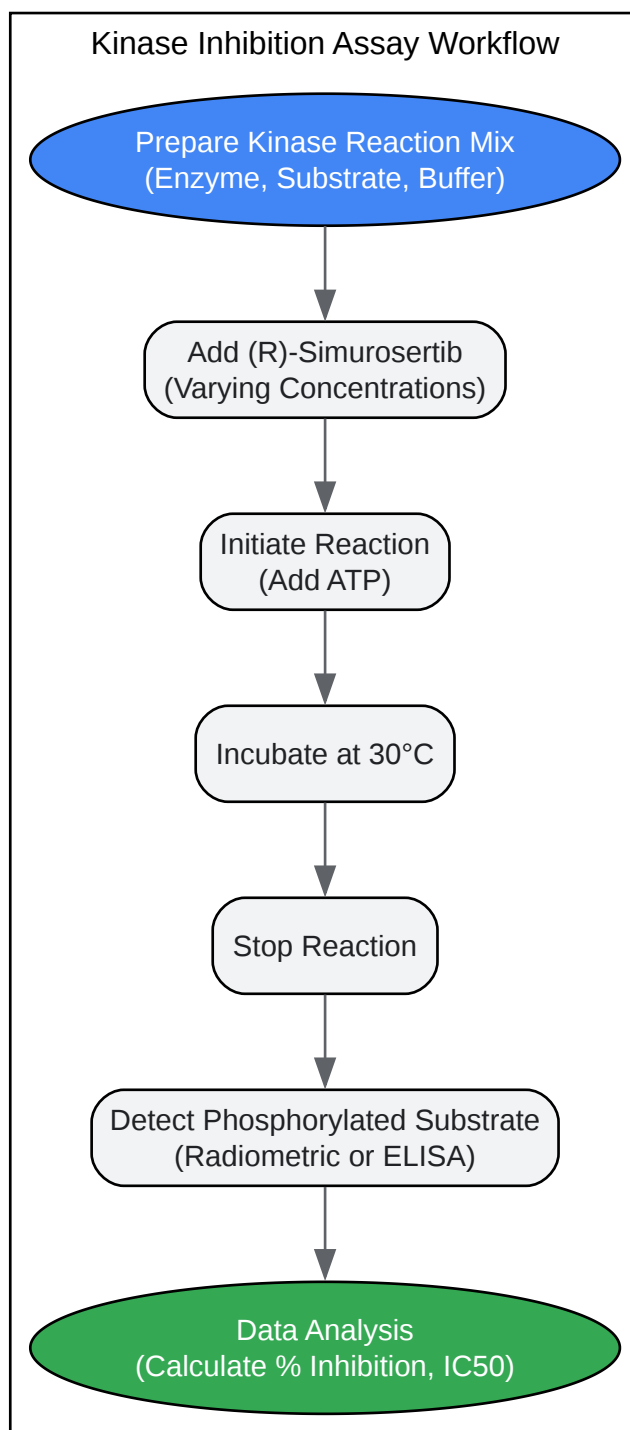 Kinase Inhibition Assay Workflow
Prepare Kinase Reaction Mix
(Enzyme, Substrate, Buffer)
Add (R)-Simurosertib
(Varying Concentrations)
Initiate Reaction
(Add ATP)
Incubate at 30°C
Stop Reaction
Detect Phosphorylated Substrate
(Radiometric or ELISA)
Data Analysis
(Calculate % Inhibition, IC50)